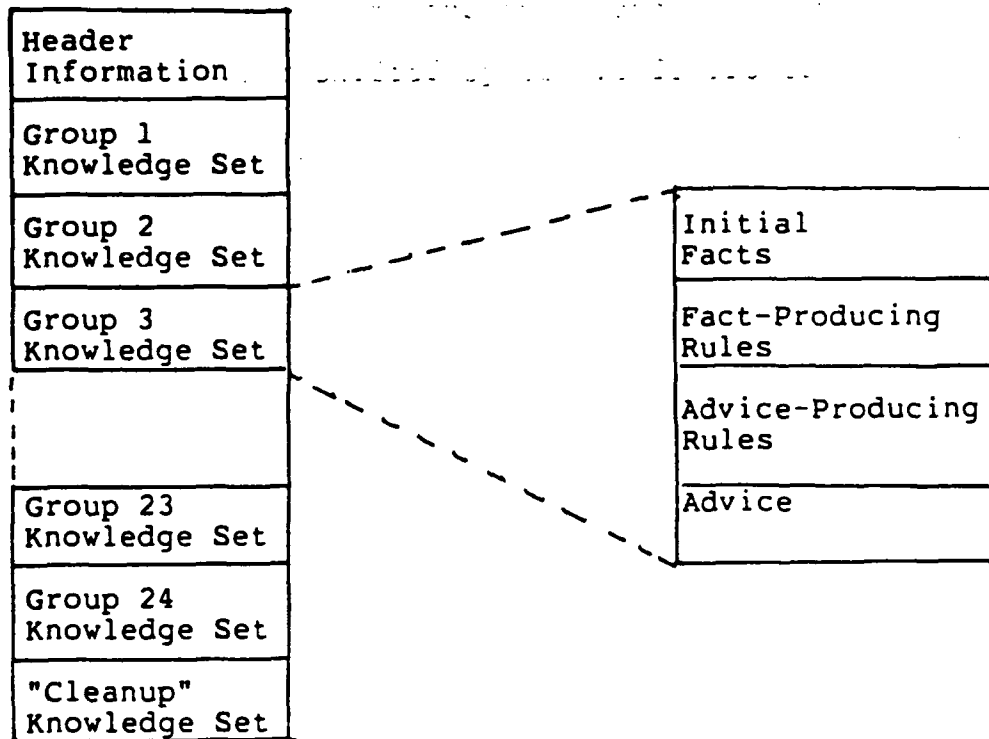 Header
Information
Group 1
Knowledge Set
Group 2
Knowledge Set
Group 3
Knowledge Set
Group 23
Knowledge Set
Group 24
Knowledge Set
"Cleanup"
Knowledge Set
Initial
Facts
Fact-Producing
Rules
Advice-Producing
Rules
Advice